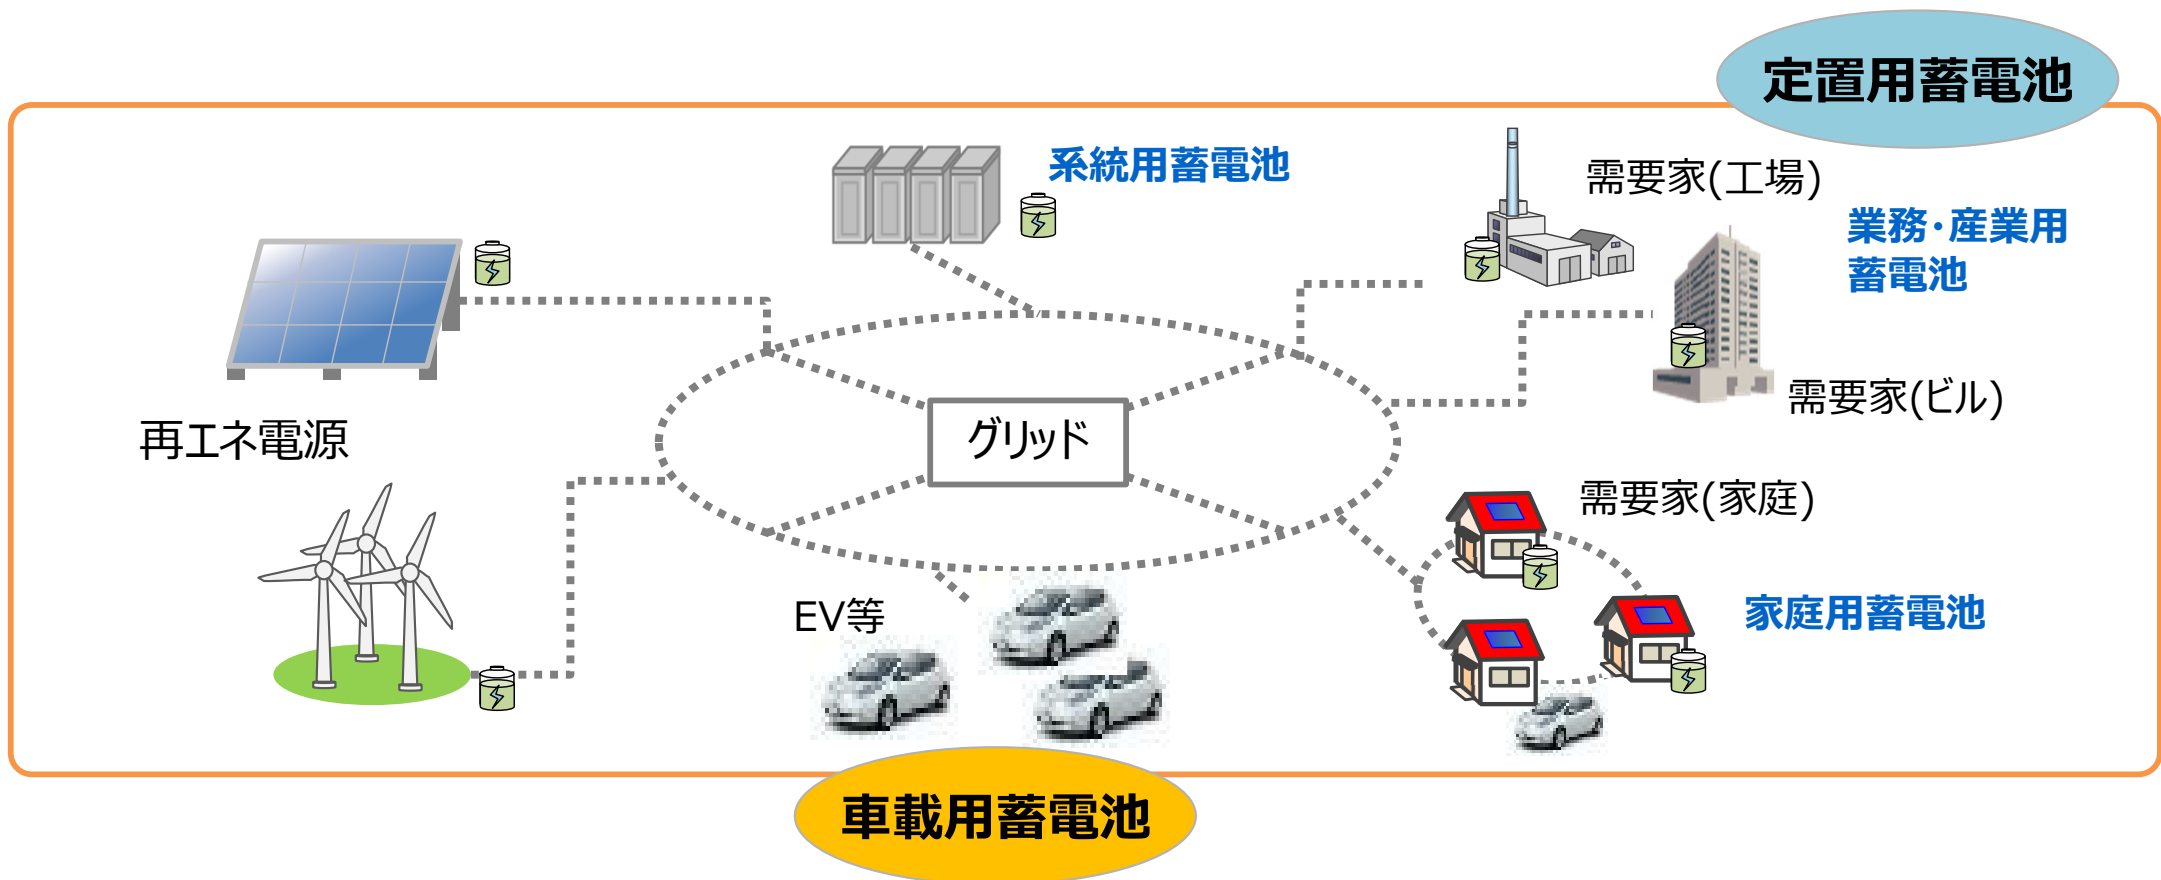 定置用蓄電池
系統用蓄電池
需要家(工場)
業務･産業用
蓄電池
需要家(ビル)
再エネ電源
グリッド
需要家(家庭)
EV等
家庭用蓄電池
車載用蓄電池